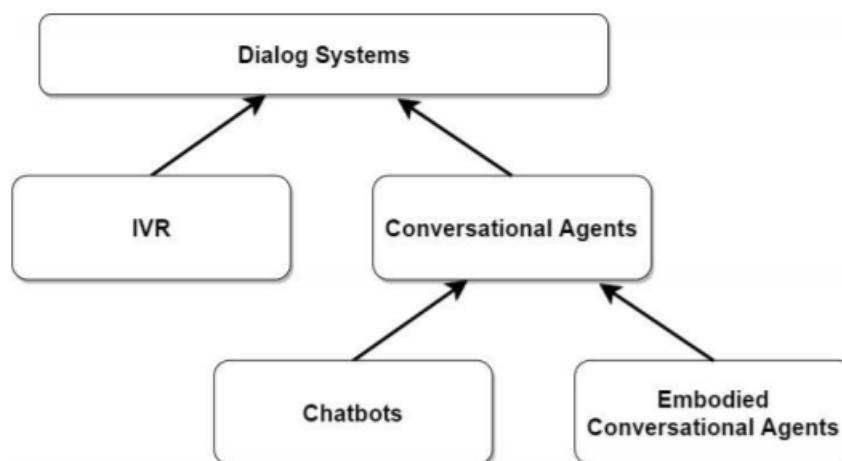 Dialog Systems
IVR
Conversational Agents
Chatbots
Embodied
Conversational Agents